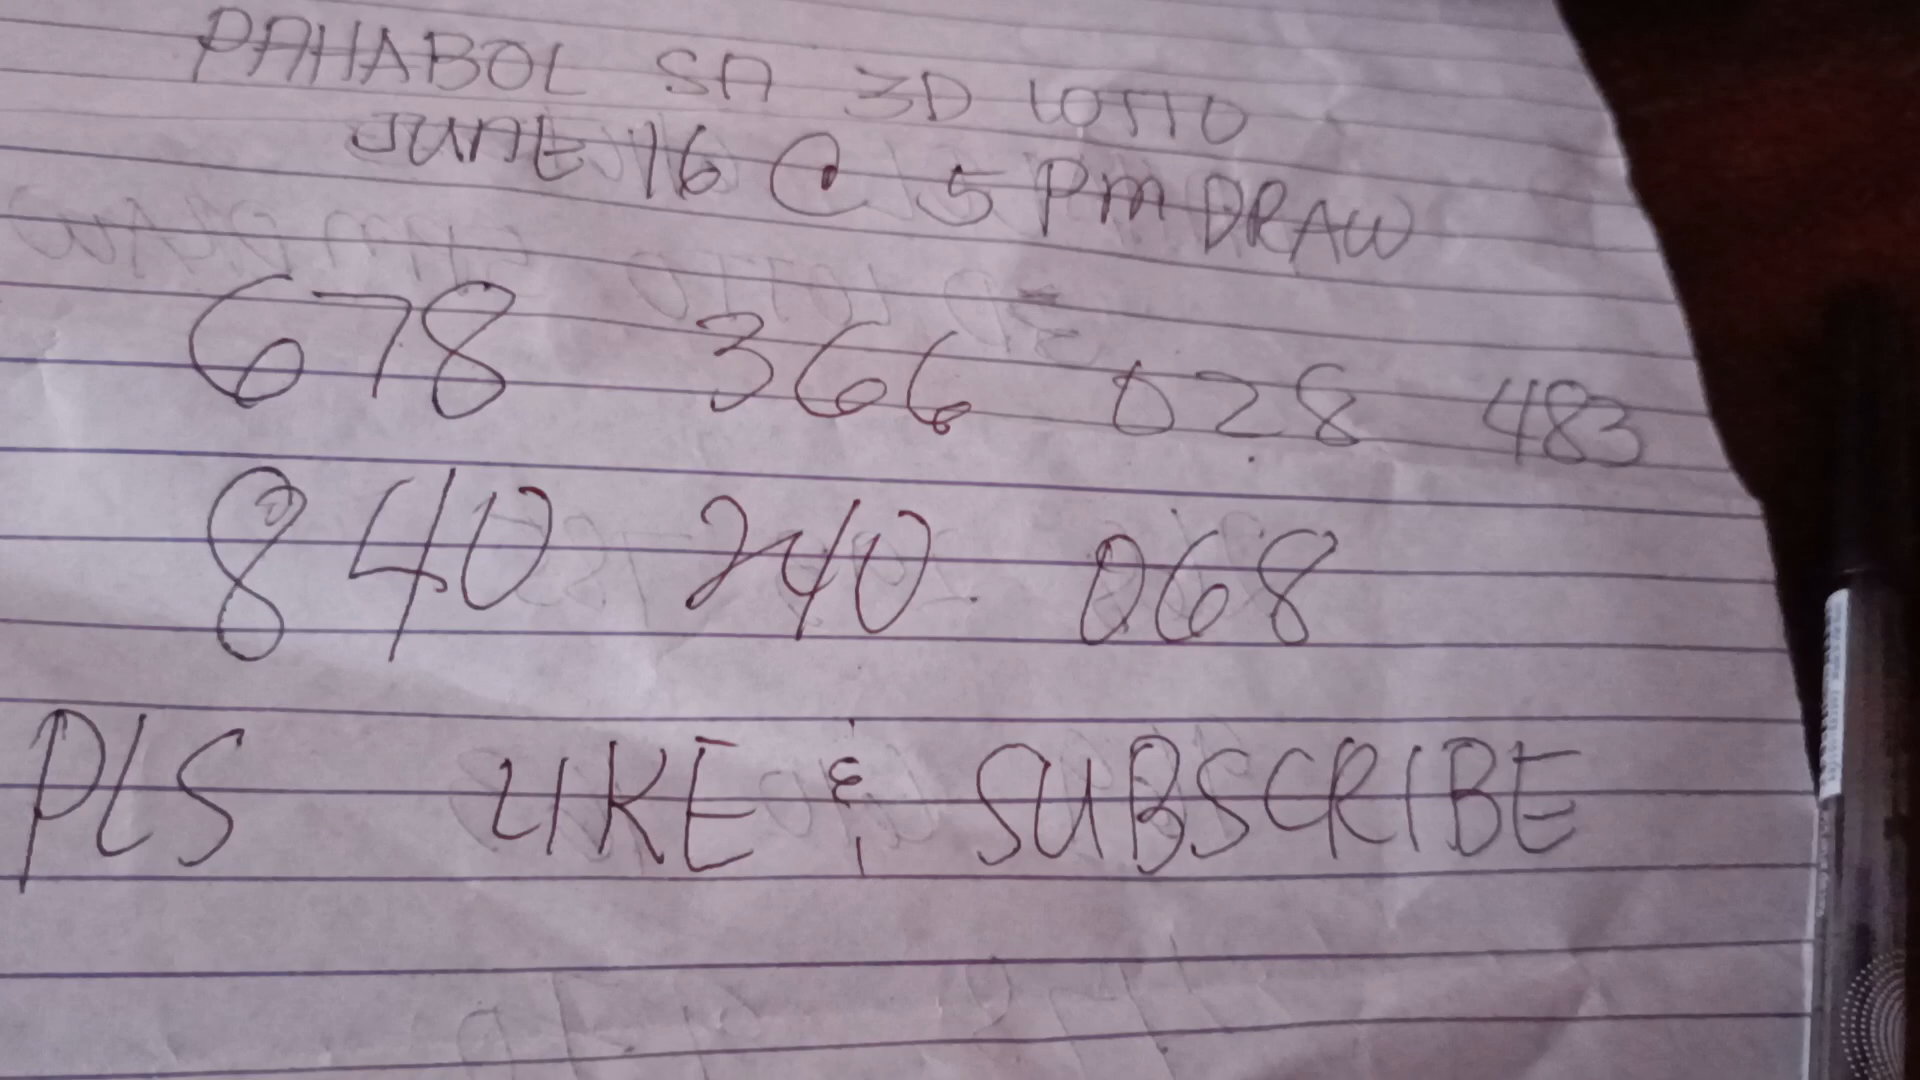 PAHABOL SA 3D LOTTO
JUNE 16 @ 5 Pm DRAW
678 366 028 483
840 240 068
PLS LIKE & SUBSCRIBE